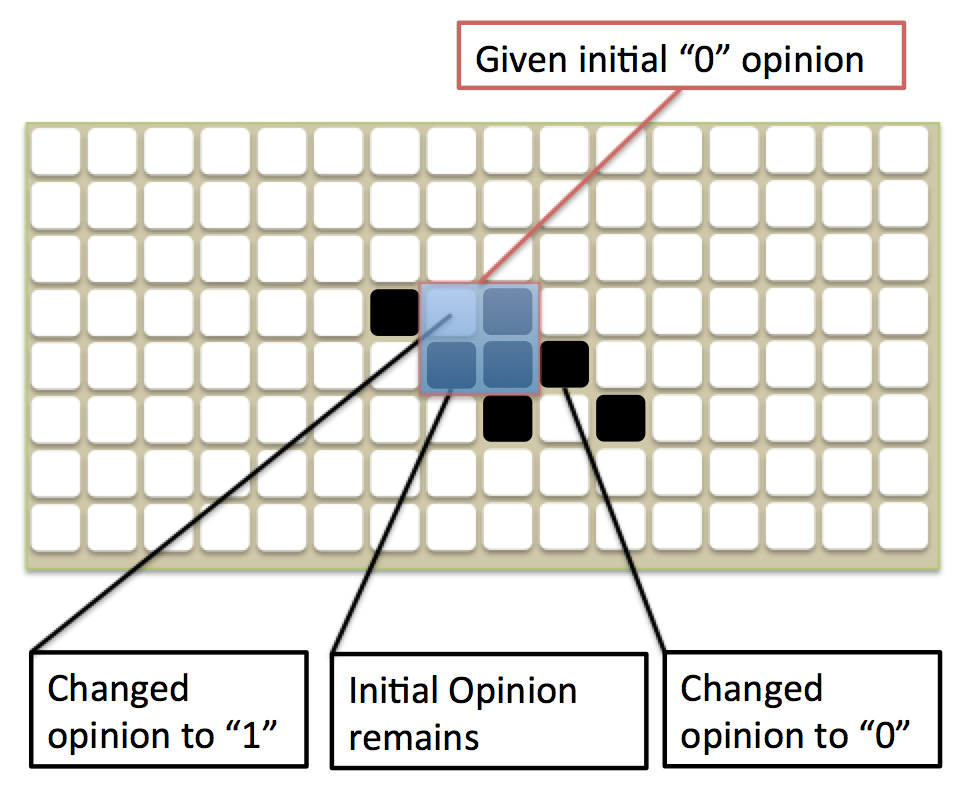 Given initial “0” opinion
Changed
opinion to “1”
Initial Opinion
remains
Changed
opinion to “0”